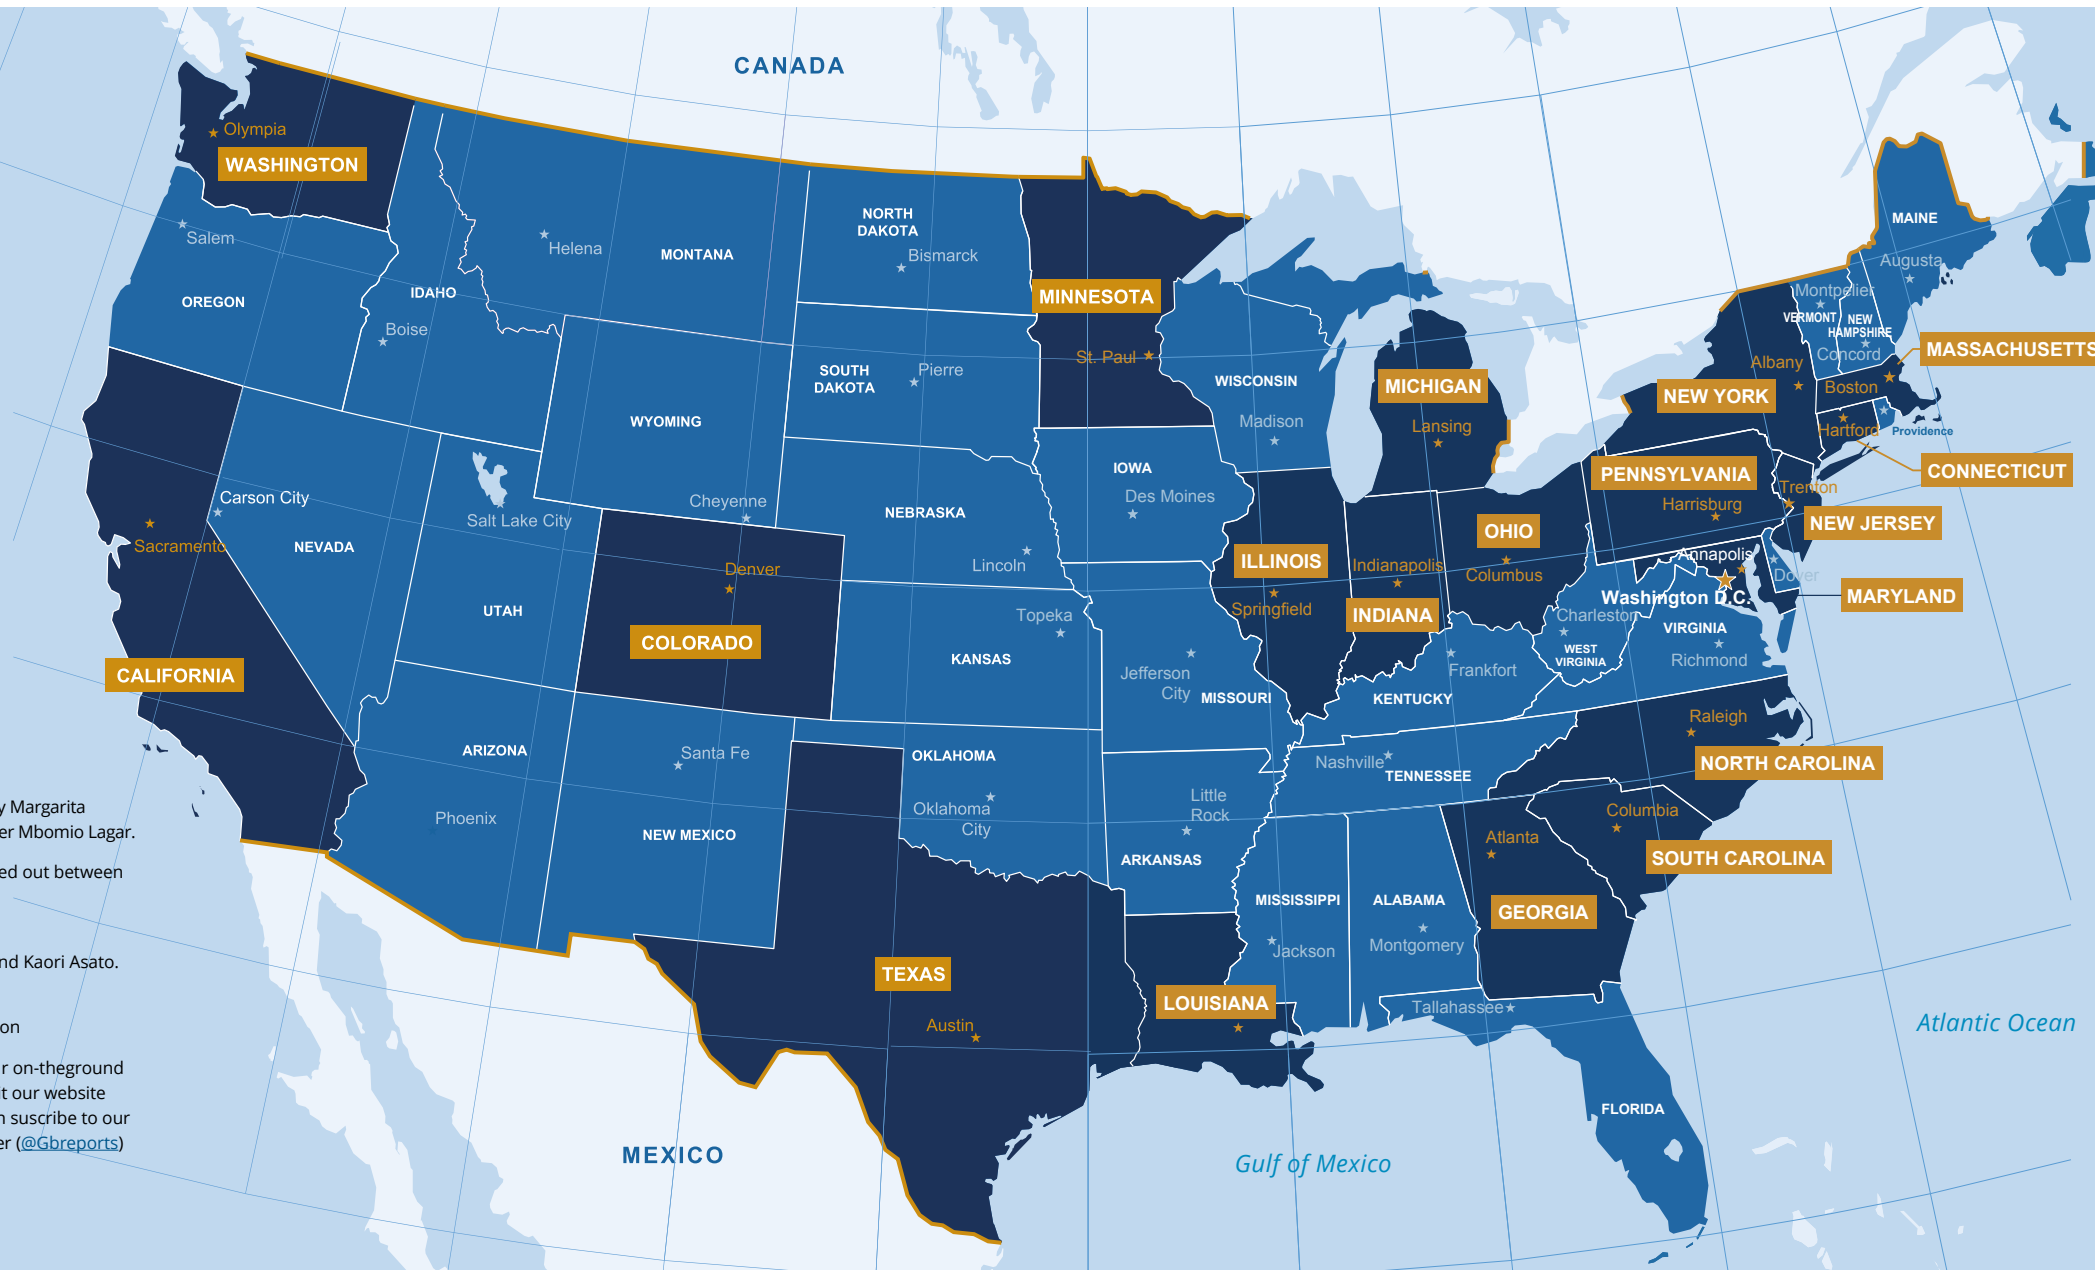 CANADA
Olympia
WASHINGTON
Salem
OREGON
IDAHO
Boise
Helena
MONTANA
NORTH
DAKOTA
Bismarck
MINNESOTA
St. Paul
SOUTH
DAKOTA
Pierre
WYOMING
Cheyenne
WISCONSIN
Madison
MICHIGAN
Lansing
MAINE
Augusta
Montpelier
VERMONT
NEW
HAMPSHIRE
Concord
MASSACHUSETTS
Albany
Boston
NEW YORK
Hartford
Providence
CONNECTICUT
PENNSYLVANIA
Harrisburg
Trenton
NEW JERSEY
IOWA
Des Moines
NEBRASKA
Lincoln
Carson City
Salt Lake City
NEVADA
Sacramento
UTAH
Denver
COLORADO
CALIFORNIA
Topeka
KANSAS
Jefferson
City
MISSOURI
ILLINOIS
Springfield
Indianapolis
INDIANA
OHIO
Columbus
Annapolis
Dover
Washington D.C.
MARYLAND
Charleston
WEST
VIRGINIA
VIRGINIA
Richmond
Frankfort
KENTUCKY
Raleigh
NORTH CAROLINA
Nashville
TENNESSEE
ARIZONA
Phoenix
Santa Fe
NEW MEXICO
OKLAHOMA
Oklahoma
City
Little
Rock
ARKANSAS
Columbia
SOUTH CAROLINA
Atlanta
GEORGIA
MISSISSIPPI
Jackson
ALABAMA
Montgomery
TEXAS
Austin
LOUISIANA
Tallahassee
FLORIDA
Atlantic Ocean
Gulf of Mexico
MEXICO
y Margarita
er Mbomio Lagar.
ed out between
nd Kaori Asato.
on
r on-theground
it our website
n suscribe to our
er (@Gbreports)